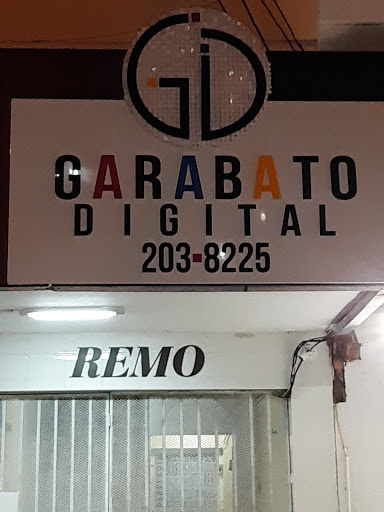 GD
GARABATO
DIGITAL
203-8225
REMO